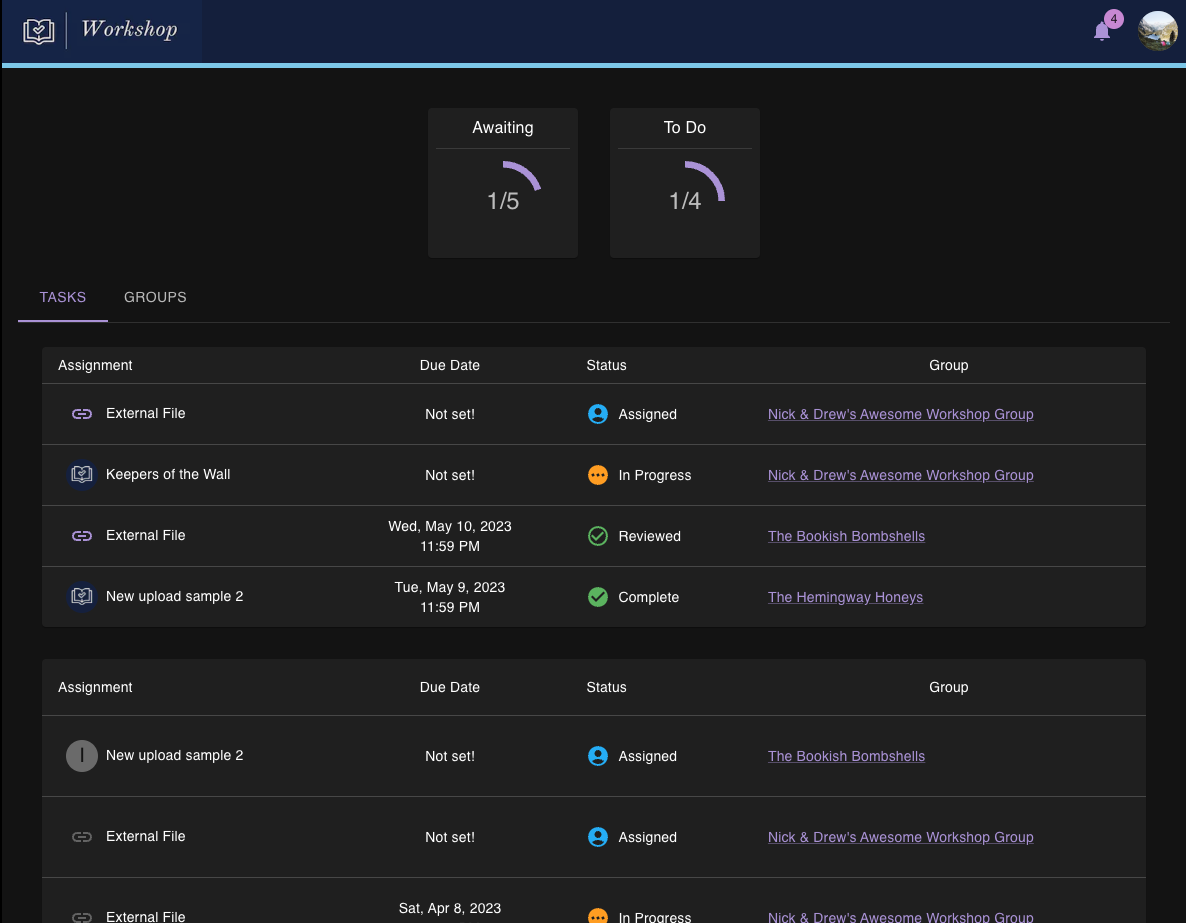 Workshop
4
Awaiting
To Do
1/5
1/4
TASKS
GROUPS
Assignment Due Date Status Group
External File Not set! Assigned Nick & Drew's Awesome Workshop Group
Keepers of the Wall Not set! In Progress Nick & Drew's Awesome Workshop Group
External File Wed, May 10, 2023 11:59 PM Reviewed The Bookish Bombshells
New upload sample 2 Tue, May 9, 2023 11:59 PM Complete The Hemingway Honeys
Assignment Due Date Status Group
I New upload sample 2 Not set! Assigned The Bookish Bombshells
External File Not set! Assigned Nick & Drew's Awesome Workshop Group
External File Sat, Apr 8, 2023 In Progress Nick & Drew's Awesome Workshop Group